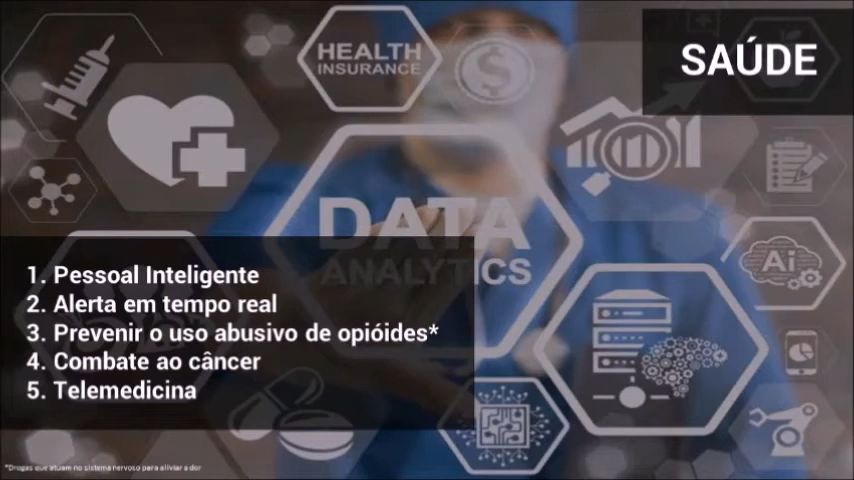 HEALTH
INSURANCE
SAÚDE
DATA
ANALYTICS
Ai
1. Pessoal Inteligente
2. Alerta em tempo real
3. Prevenir o uso abusivo de opióides*
4. Combate ao câncer
5. Telemedicina
*Drogas que atuam no sistema nervoso para aliviar a dor